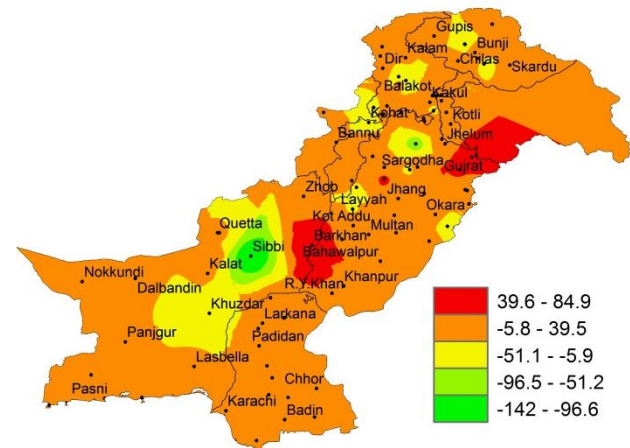 Gupis
Kalam
Bunji
Dir
Chilas
Skardu
Balakot
Kakul
Kohat
Kotli
Bannu
Jhelum
Sargodha
Gujrat
Zhob
Jhang
Layyah
Okara
Kot Addu
Quetta
Multan
Barkhan
Sibbi
Bahawalpur
Kalat
Nokkundi
R.Y.Khan
Khanpur
Dalbandin
Khuzdar
Larkana
Panjgur
Padidan
Lasbella
Pasni
Chhor
Karachi
Badin
39.6 - 84.9
-5.8 - 39.5
-51.1 - -5.9
-96.5 - -51.2
-142 - -96.6